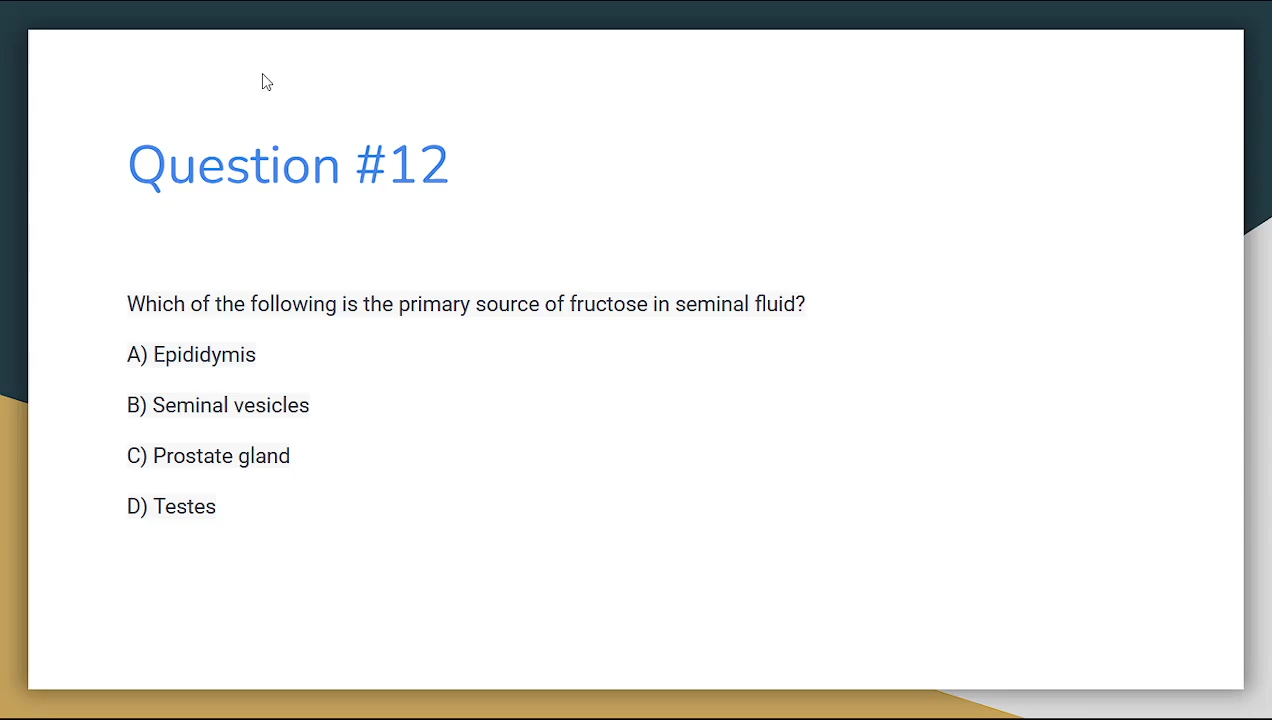 Question #12
Which of the following is the primary source of fructose in seminal fluid?
A) Epididymis
B) Seminal vesicles
C) Prostate gland
D) Testes